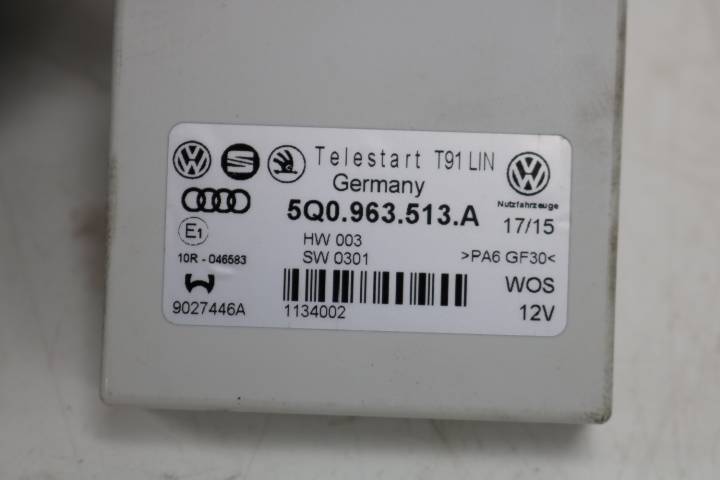 Telestart T91 LIN
Germany
Nutzfahrzeuge
5Q0.963.513.A
17/15
E1
HW 003
10R - 046583
SW 0301
>PA6 GF30<
WOS
9027446A
1134002
12V